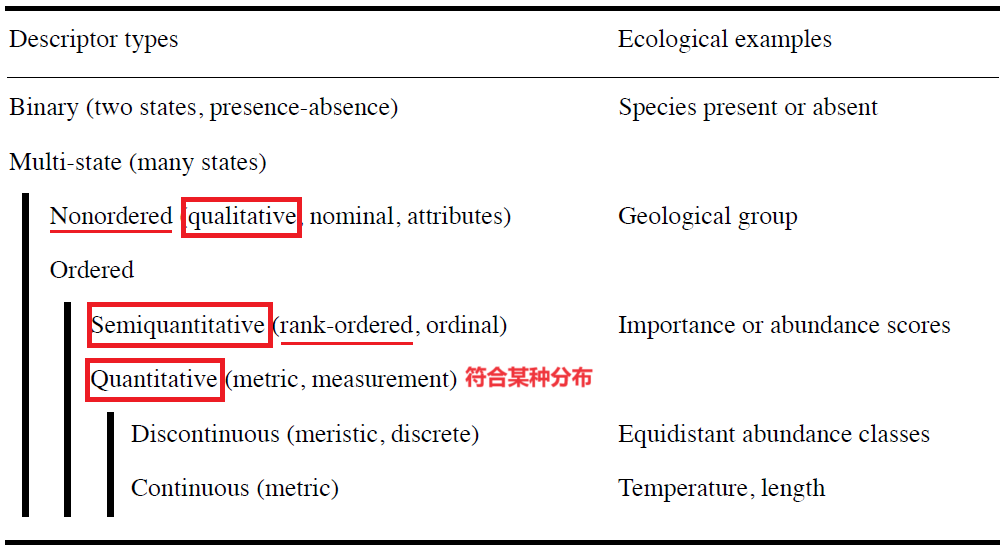 Descriptor types Ecological examples
Binary (two states, presence-absence) Species present or absent
Multi-state (many states)
Nonordered (qualitative, nominal, attributes) Geological group
Ordered
Semiquantitative (rank-ordered, ordinal) Importance or abundance scores
Quantitative (metric, measurement) 符合某种分布
Discontinuous (meristic, discrete) Equidistant abundance classes
Continuous (metric) Temperature, length